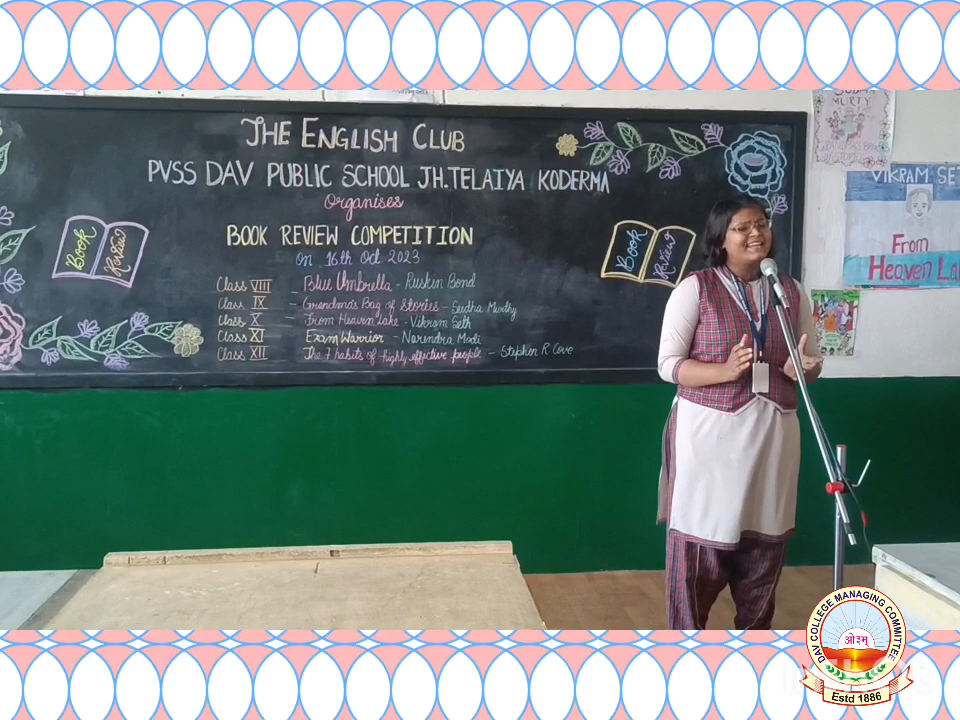 THE ENGLISH CLUB
PVSS DAV PUBLIC SCHOOL JH.TELAIYA KODERMA
Organises
BOOK REVIEW COMPETITION
On 16th Oct 2023
Class VIII - Blue Umbrella - Ruskin Bond
Class IX - Grandma's Bag of Stories - Sudha Murthy
Class X - From Heaven Lake - Vikram Seth
Class XI - Exam Warrior - Narendra Modi
Class XII - The 7 habits of highly effective people - Stephen R. Cove
Book Review
Book Review
MURTY
VIKRAM SET
From
Heaven La
DAV COLLEGE MANAGING COMMITTEE
ओ३म्
Estd 1886